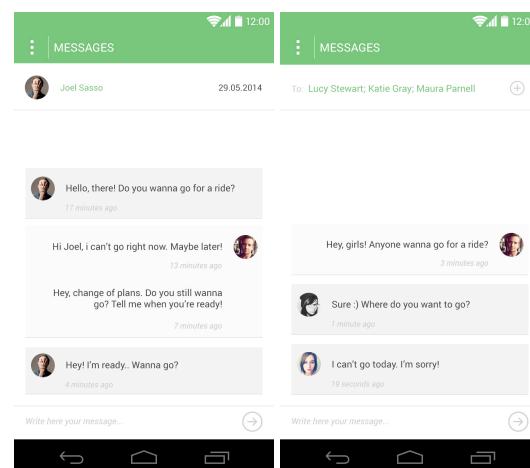 12:00
MESSAGES
Joel Sasso
29.05.2014
Hello, there! Do you wanna go for a ride?
17 minutes ago
Hi Joel, i can't go right now. Maybe later!
13 minutes ago
Hey, change of plans. Do you still wanna
go? Tell me when you're ready!
7 minutes ago
Hey! I'm ready.. Wanna go?
4 minutes ago
Write here your message...
12:00
MESSAGES
To: Lucy Stewart; Katie Gray; Maura Parnell
Hey, girls! Anyone wanna go for a ride?
3 minutes ago
Sure :) Where do you want to go?
1 minute ago
I can't go today. I'm sorry!
19 seconds ago
Write here your message...